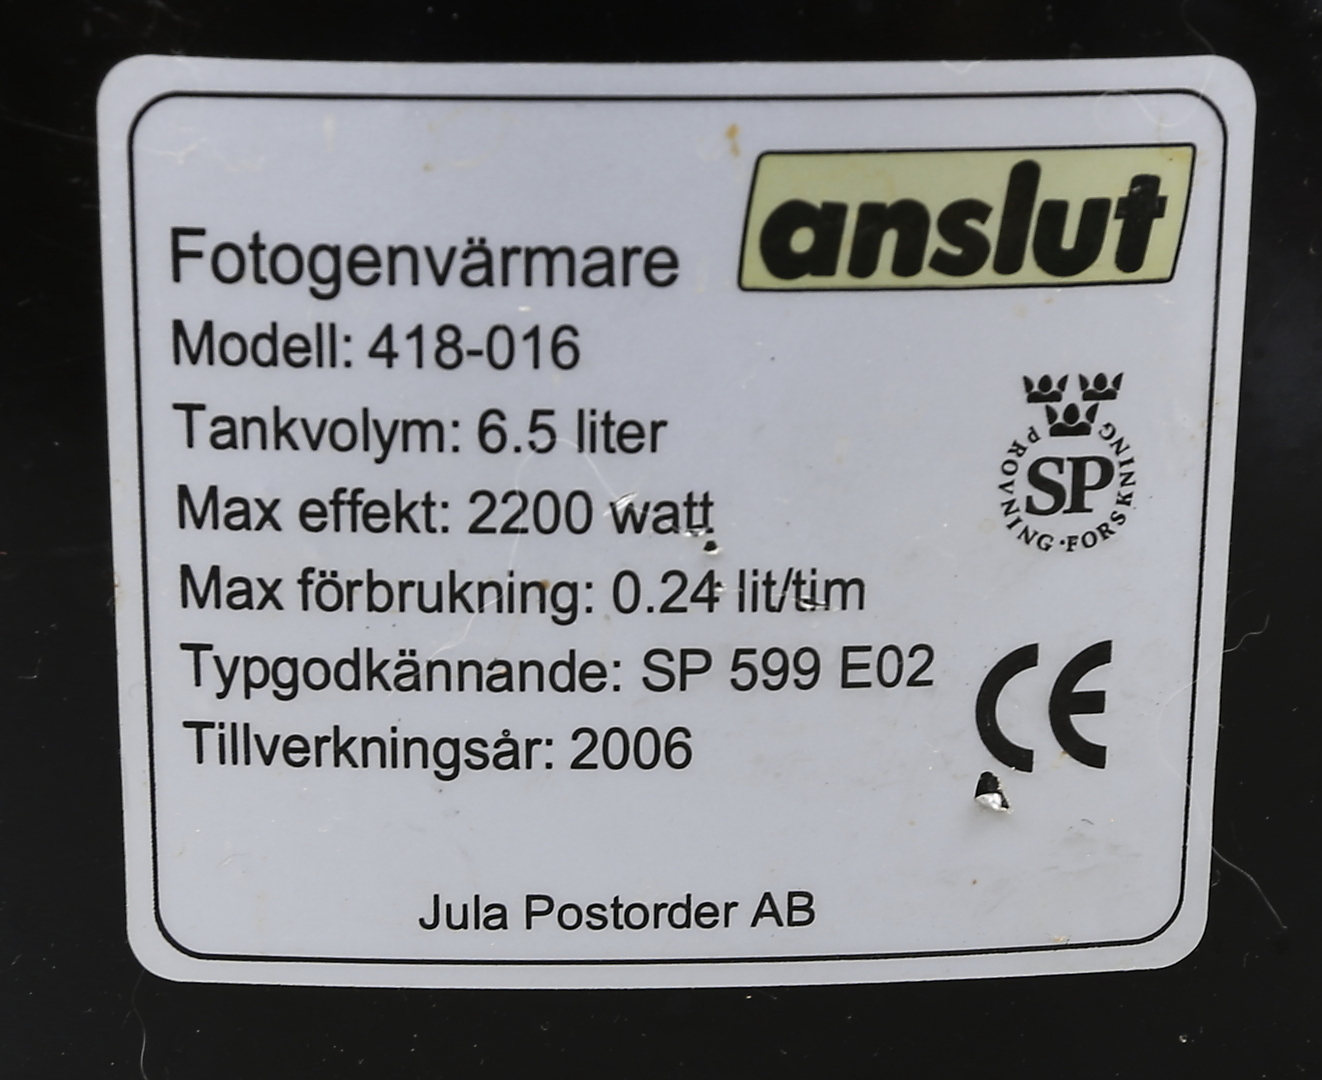 anslut
Fotogenvärmare
Modell: 418-016
Tankvolym: 6.5 liter
Max effekt: 2200 watt
Max förbrukning: 0.24 lit/tim
Typgodkännande: SP 599 E02
Tillverkningsår: 2006
SP
PROVNING·FORSKNING
CE
Jula Postorder AB